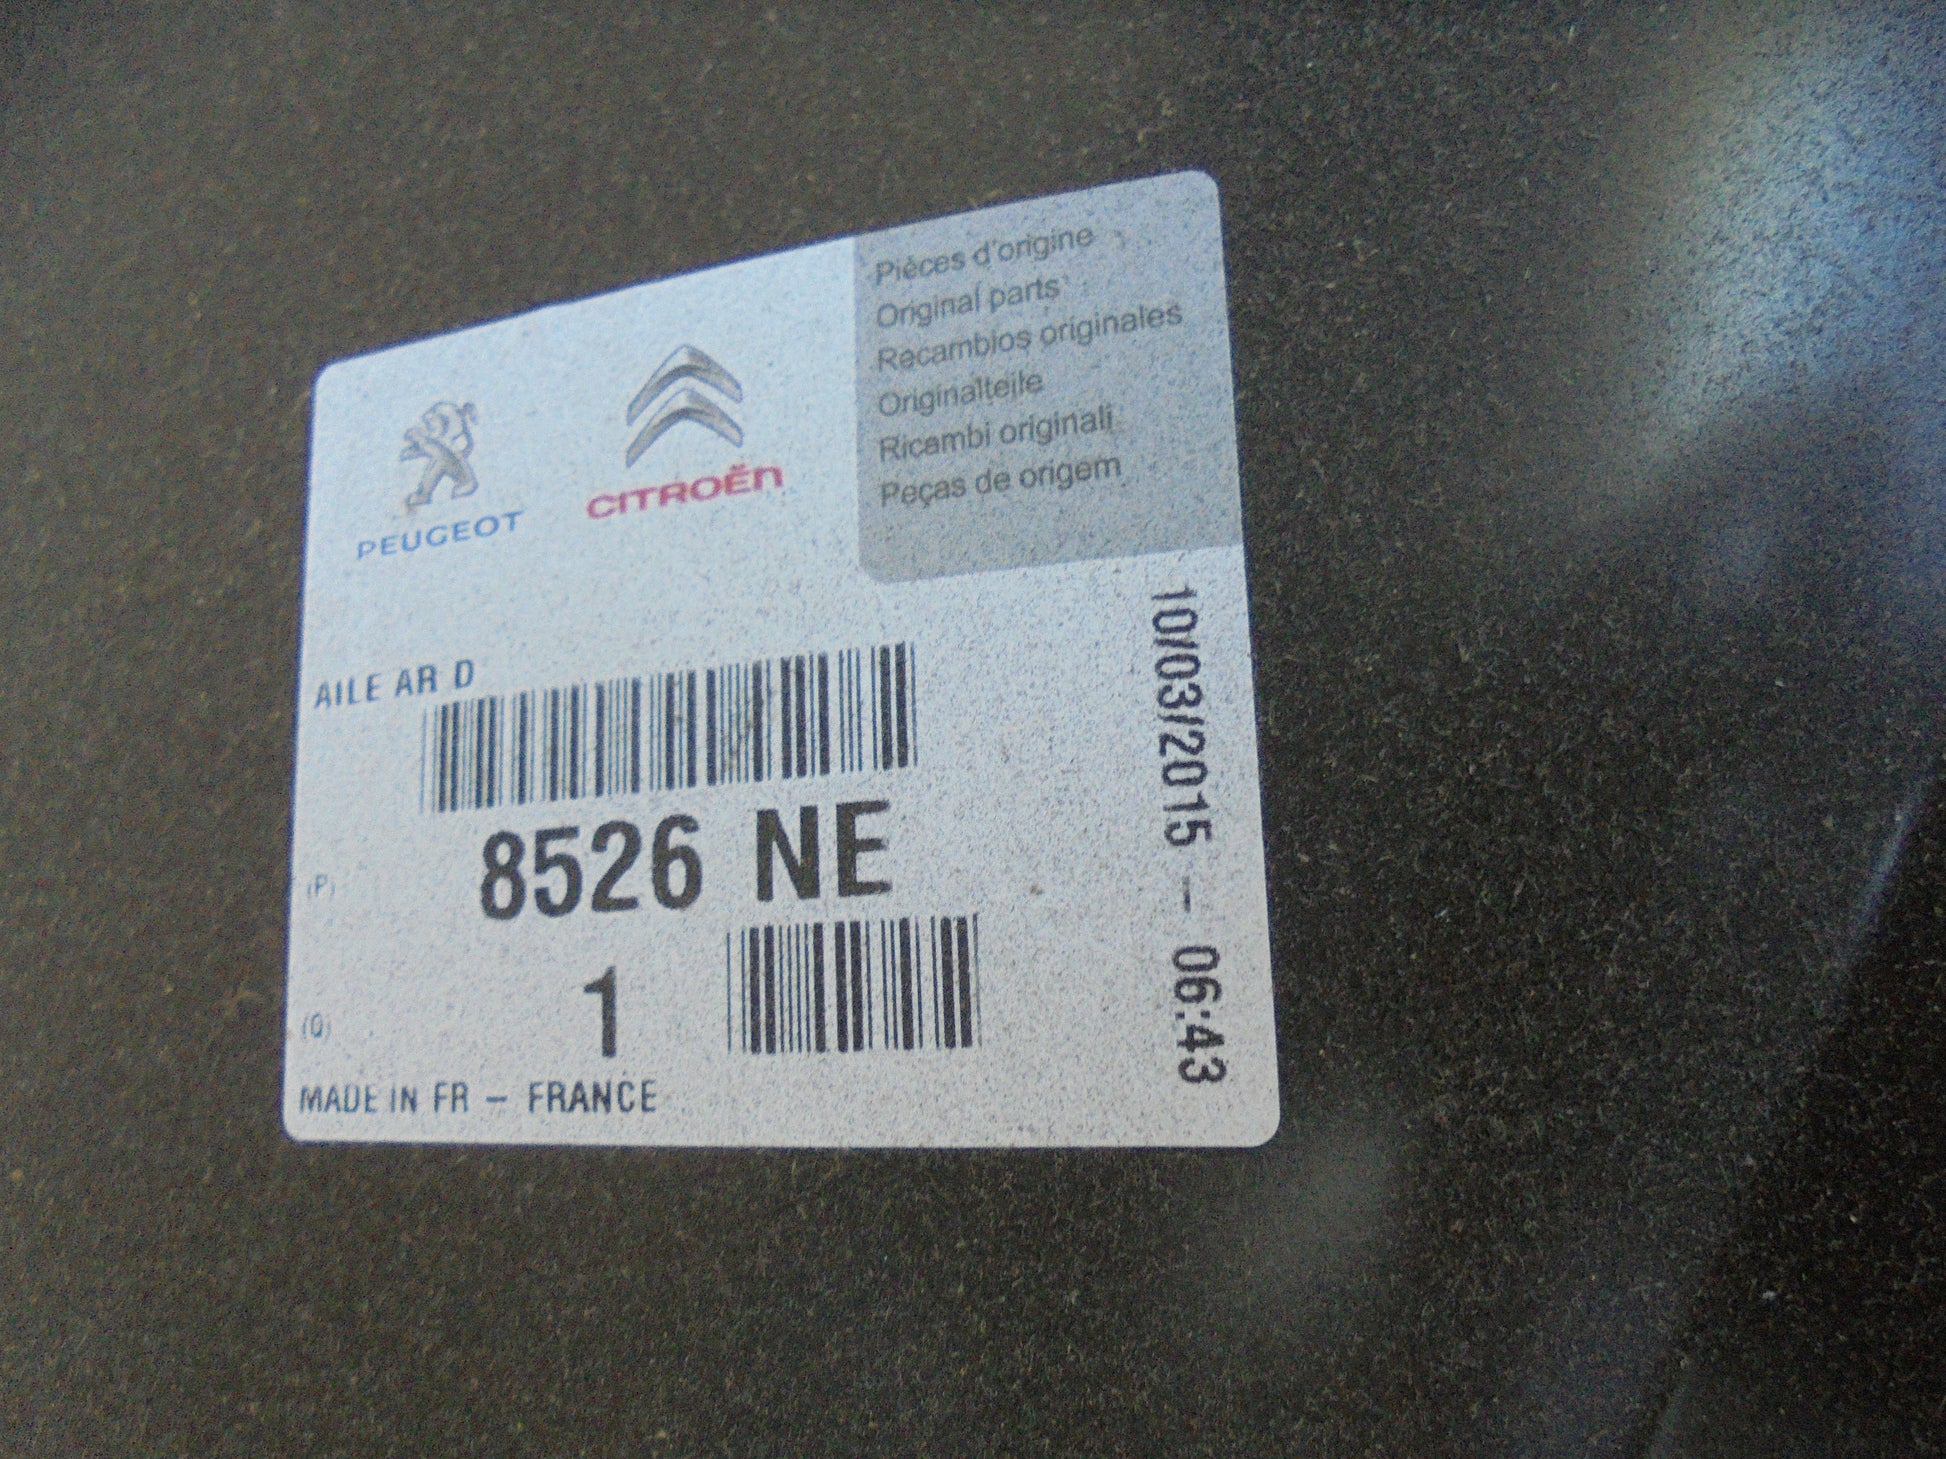 Pièces d'origine
Original parts
Recambios originales
Originalteile
Ricambi originali
Peças de origem
PEUGEOT
CITROËN
AILE AR D
(P)
8526 NE
(Q)
1
MADE IN FR - FRANCE
10/03/2015 - 06:43